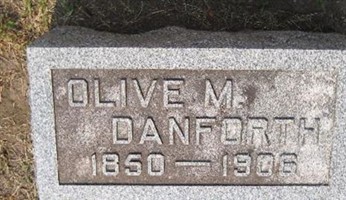 OLIVE M.
DANFORTH
1850 — 1906